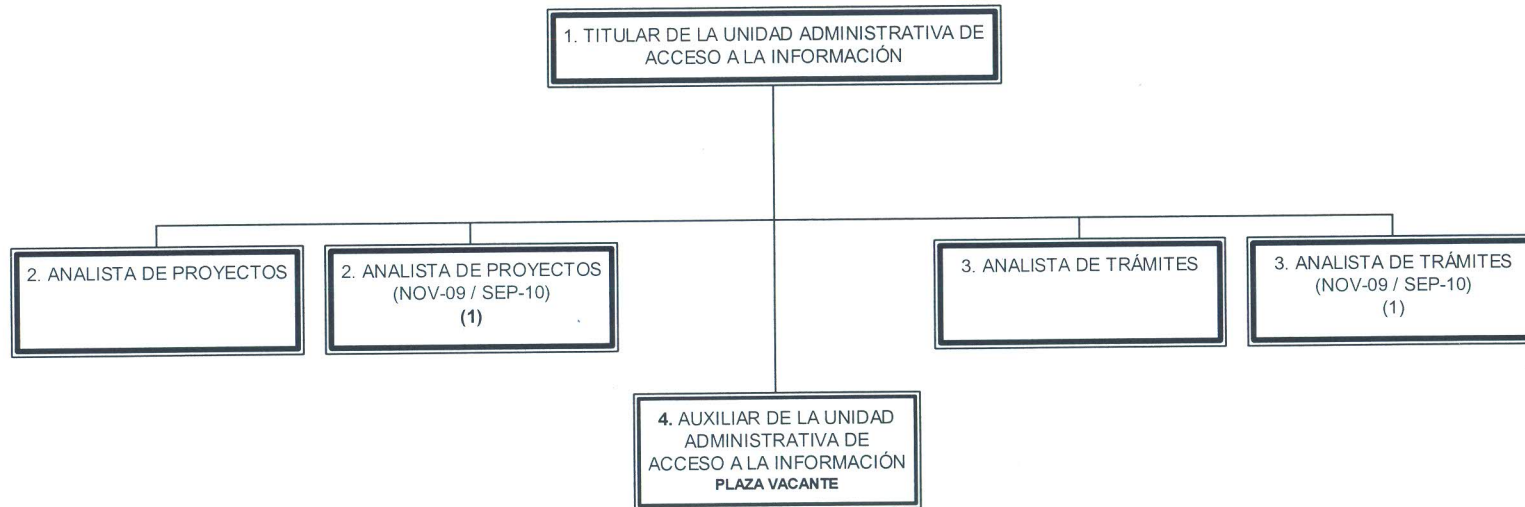 1. TITULAR DE LA UNIDAD ADMINISTRATIVA DE
ACCESO A LA INFORMACIÓN
2. ANALISTA DE PROYECTOS
2. ANALISTA DE PROYECTOS
(NOV-09 / SEP-10)
(1)
3. ANALISTA DE TRÁMITES
3. ANALISTA DE TRÁMITES
(NOV-09 / SEP-10)
(1)
4. AUXILIAR DE LA UNIDAD
ADMINISTRATIVA DE
ACCESO A LA INFORMACIÓN
PLAZA VACANTE